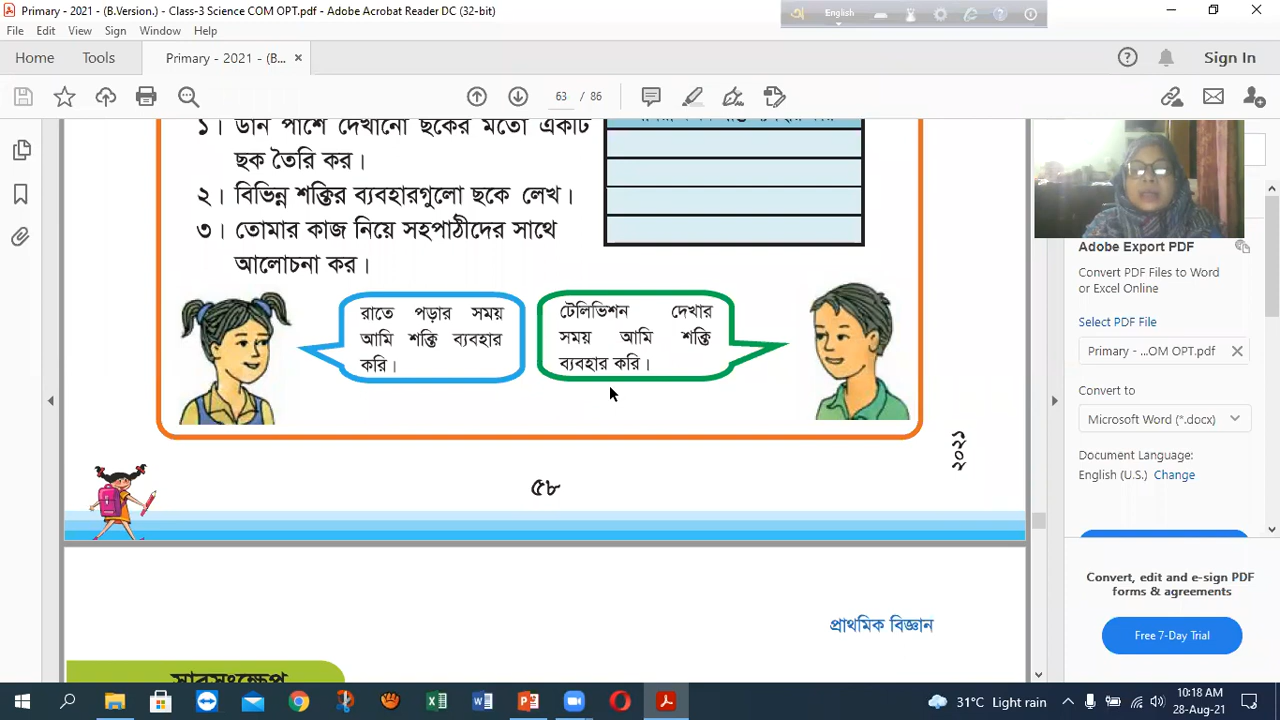 Primary - 2021 - (B.Version.) - Class-3 Science COM OPT.pdf - Adobe Acrobat Reader DC (32-bit)
English
File Edit View Sign Window Help
Home Tools Primary - 2021 - (B... ×
Sign In
63 / 86
১। ডান পাশে দেখানো ছকের মতো একটি
ছক তৈরি কর।
২। বিভিন্ন শক্তির ব্যবহারগুলো ছকে লেখ।
৩। তোমার কাজ নিয়ে সহপাঠীদের সাথে
আলোচনা কর।
রাতে পড়ার সময়
আমি শক্তি ব্যবহার
করি।
টেলিভিশন দেখার
সময় আমি শক্তি
ব্যবহার করি।
২০২১
৫৮
প্রাথমিক বিজ্ঞান
সারসংক্ষেপ
Adobe Export PDF
Convert PDF Files to Word
or Excel Online
Select PDF File
Primary - ...OM OPT.pdf
Convert to
Microsoft Word (*.docx)
Document Language:
English (U.S.) Change
Convert, edit and e-sign PDF
forms & agreements
Free 7-Day Trial
31°C Light rain
10:18 AM
28-Aug-21